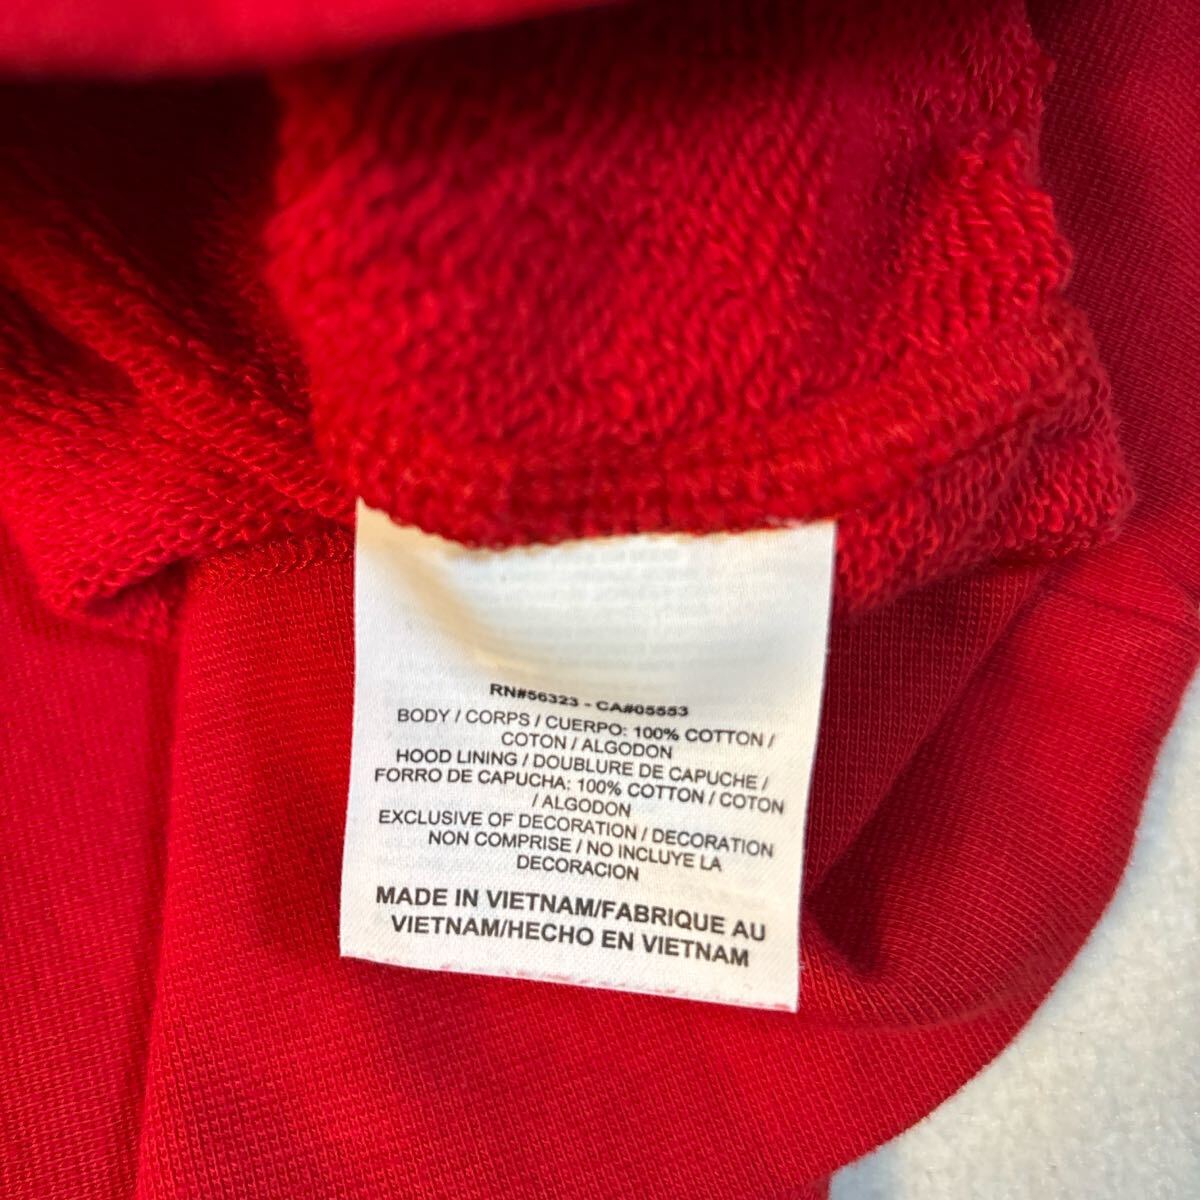 RN#56323 - CA#05553
BODY / CORPS / CUERPO: 100% COTTON /
COTON / ALGODON
HOOD LINING / DOUBLURE DE CAPUCHE /
FORRO DE CAPUCHA: 100% COTTON / COTON
/ ALGODON
EXCLUSIVE OF DECORATION / DECORATION
NON COMPRISE / NO INCLUYE LA
DECORACION
MADE IN VIETNAM/FABRIQUE AU
VIETNAM/HECHO EN VIETNAM